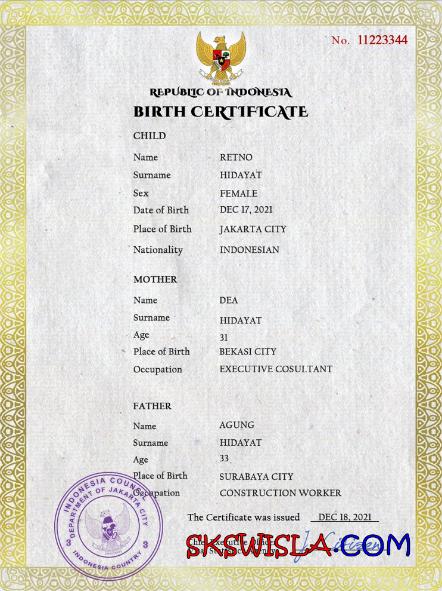 No. 11223344
REPUBLIC OF INDONESIA
BIRTH CERTIFICATE
CHILD
Name RETNO
Surname HIDAYAT
Sex FEMALE
Date of Birth DEC 17, 2021
Place of Birth JAKARTA CITY
Nationality INDONESIAN
MOTHER
Name DEA
Surname HIDAYAT
Age 31
Place of Birth BEKASI CITY
Occupation EXECUTIVE COSULTANT
FATHER
Name AGUNG
Surname HIDAYAT
Age 33
Place of Birth SURABAYA CITY
Occupation CONSTRUCTION WORKER
The Certificate was issued DEC 18, 2021
SKSWISLA.COM
INDONESIA COUNCIL
DEPARTMENT OF JAKARTA CITY
INDONESIA COUNTRY